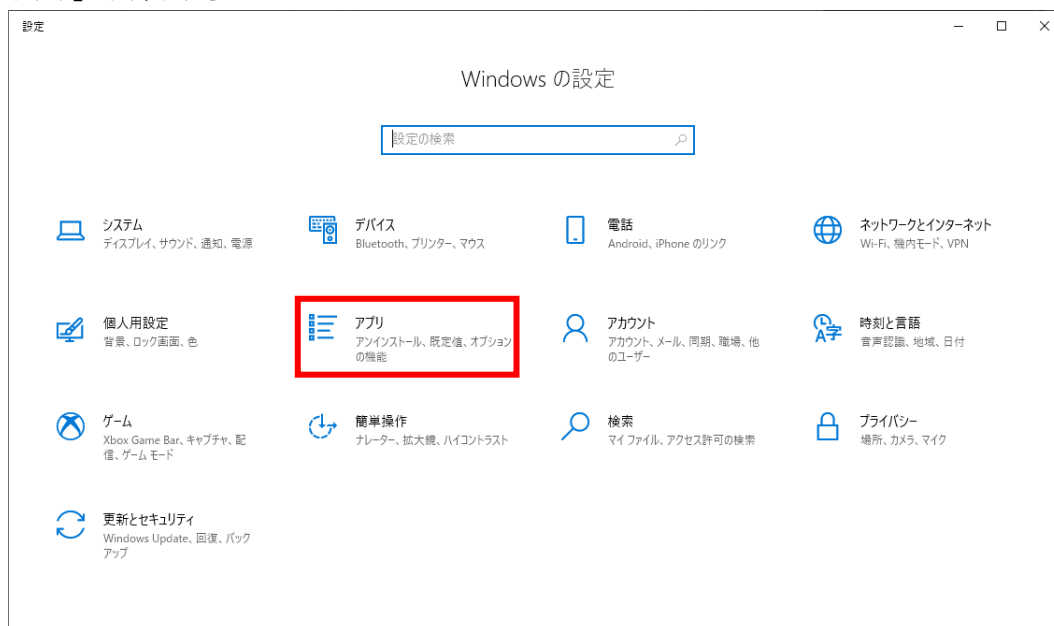 設定
Windows の設定
設定の検索
システム
ディスプレイ、サウンド、通知、電源
デバイス
Bluetooth、プリンター、マウス
電話
Android、iPhone のリンク
ネットワークとインターネット
Wi-Fi、機内モード、VPN
個人用設定
背景、ロック画面、色
アプリ
アンインストール、既定値、オプション
の機能
アカウント
アカウント、メール、同期、職場、他
のユーザー
時刻と言語
音声認識、地域、日付
ゲーム
Xbox Game Bar、キャプチャ、配
信、ゲーム モード
簡単操作
ナレーター、拡大鏡、ハイコントラスト
検索
マイ ファイル、アクセス許可の検索
プライバシー
場所、カメラ、マイク
更新とセキュリティ
Windows Update、回復、バック
アップ